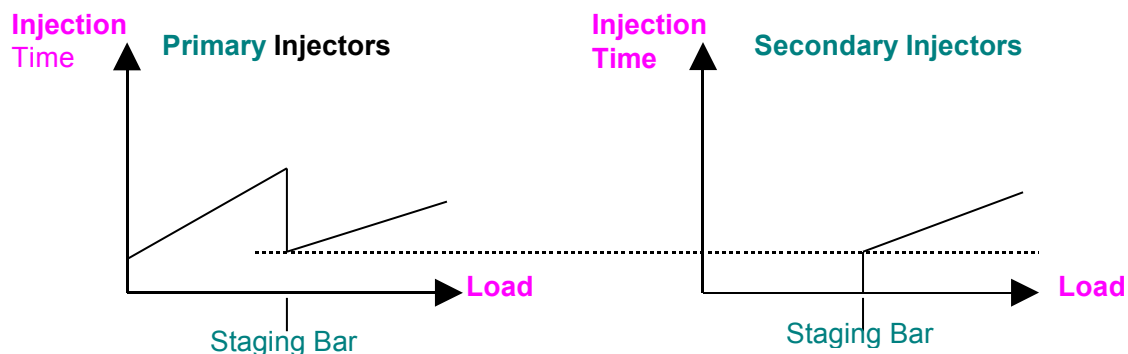 Injection
Time
Primary Injectors
Load
Staging Bar
Injection
Time
Secondary Injectors
Load
Staging Bar